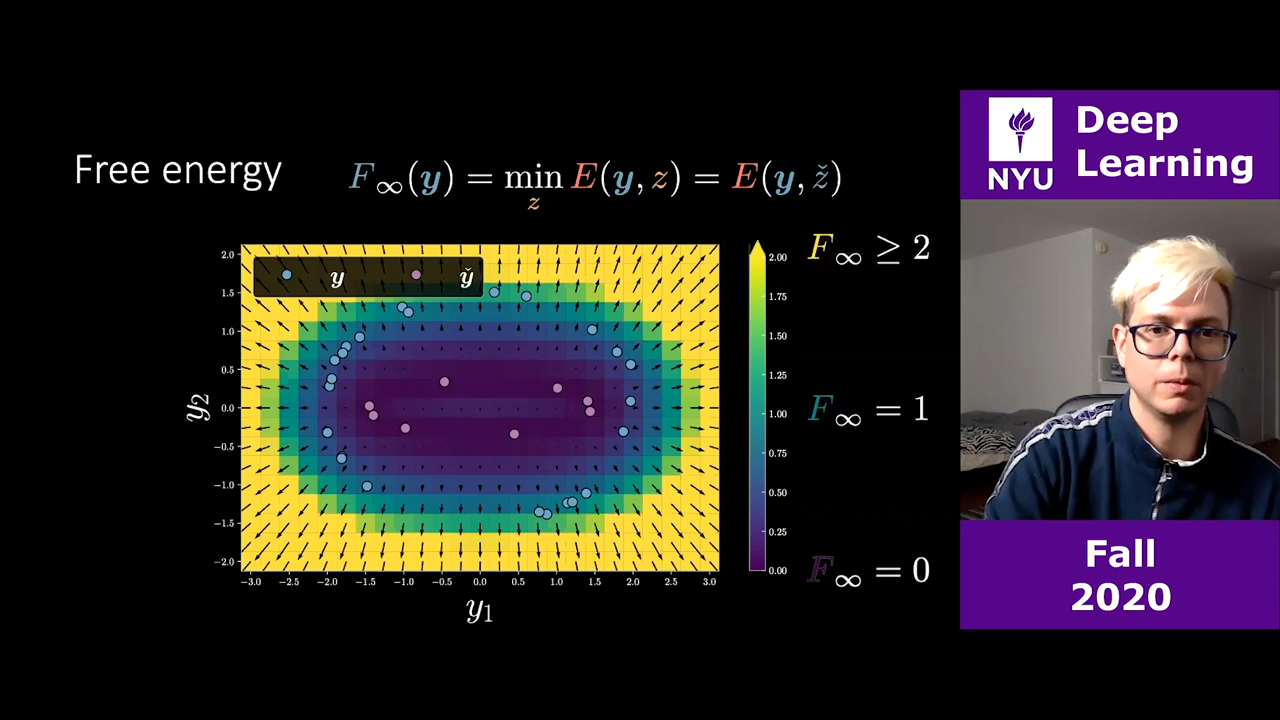 Free energy
F∞(y) = min E(y, z) = E(y, ž)
z
y
y̌
2.0
1.5
1.0
0.5
0.0
−0.5
−1.0
−1.5
−2.0
y₂
−3.0 −2.5 −2.0 −1.5 −1.0 −0.5 0.0 0.5 1.0 1.5 2.0 2.5 3.0
y₁
2.00
1.75
1.50
1.25
1.00
0.75
0.50
0.25
0.00
F∞ ≥ 2
F∞ = 1
F∞ = 0
NYU
Deep
Learning
Fall
2020